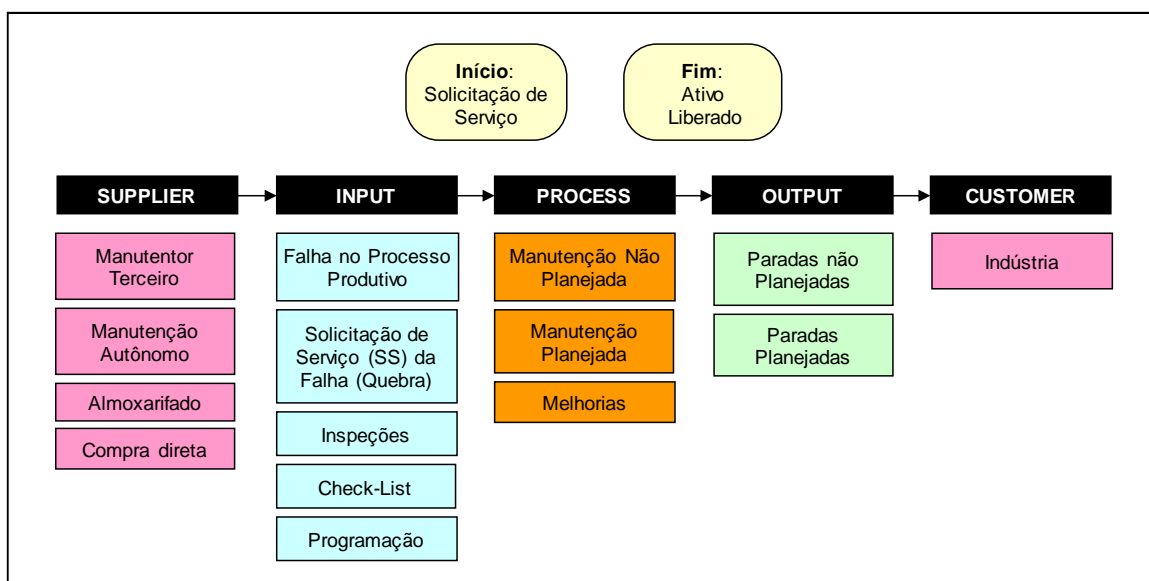 Início:
Solicitação de
Serviço
Fim:
Ativo
Liberado
SUPPLIER
INPUT
PROCESS
OUTPUT
CUSTOMER
Manutentor
Terceiro
Manutenção
Autônomo
Almoxarifado
Compra direta
Falha no Processo
Produtivo
Solicitação de
Serviço (SS) da
Falha (Quebra)
Inspeções
Check-List
Programação
Manutenção Não
Planejada
Manutenção
Planejada
Melhorias
Paradas não
Planejadas
Paradas
Planejadas
Indústria